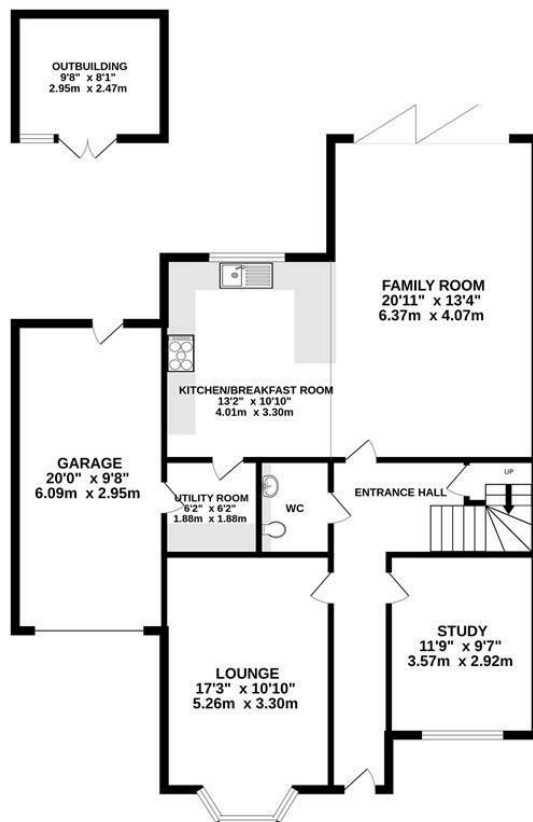 OUTBUILDING
9'8" x 8'1"
2.95m x 2.47m
FAMILY ROOM
20'11" x 13'4"
6.37m x 4.07m
KITCHEN/BREAKFAST ROOM
13'2" x 10'10"
4.01m x 3.30m
GARAGE
20'0" x 9'8"
6.09m x 2.95m
UTILITY ROOM
6'2" x 6'2"
1.88m x 1.88m
WC
ENTRANCE HALL
UP
STUDY
11'9" x 9'7"
3.57m x 2.92m
LOUNGE
17'3" x 10'10"
5.26m x 3.30m